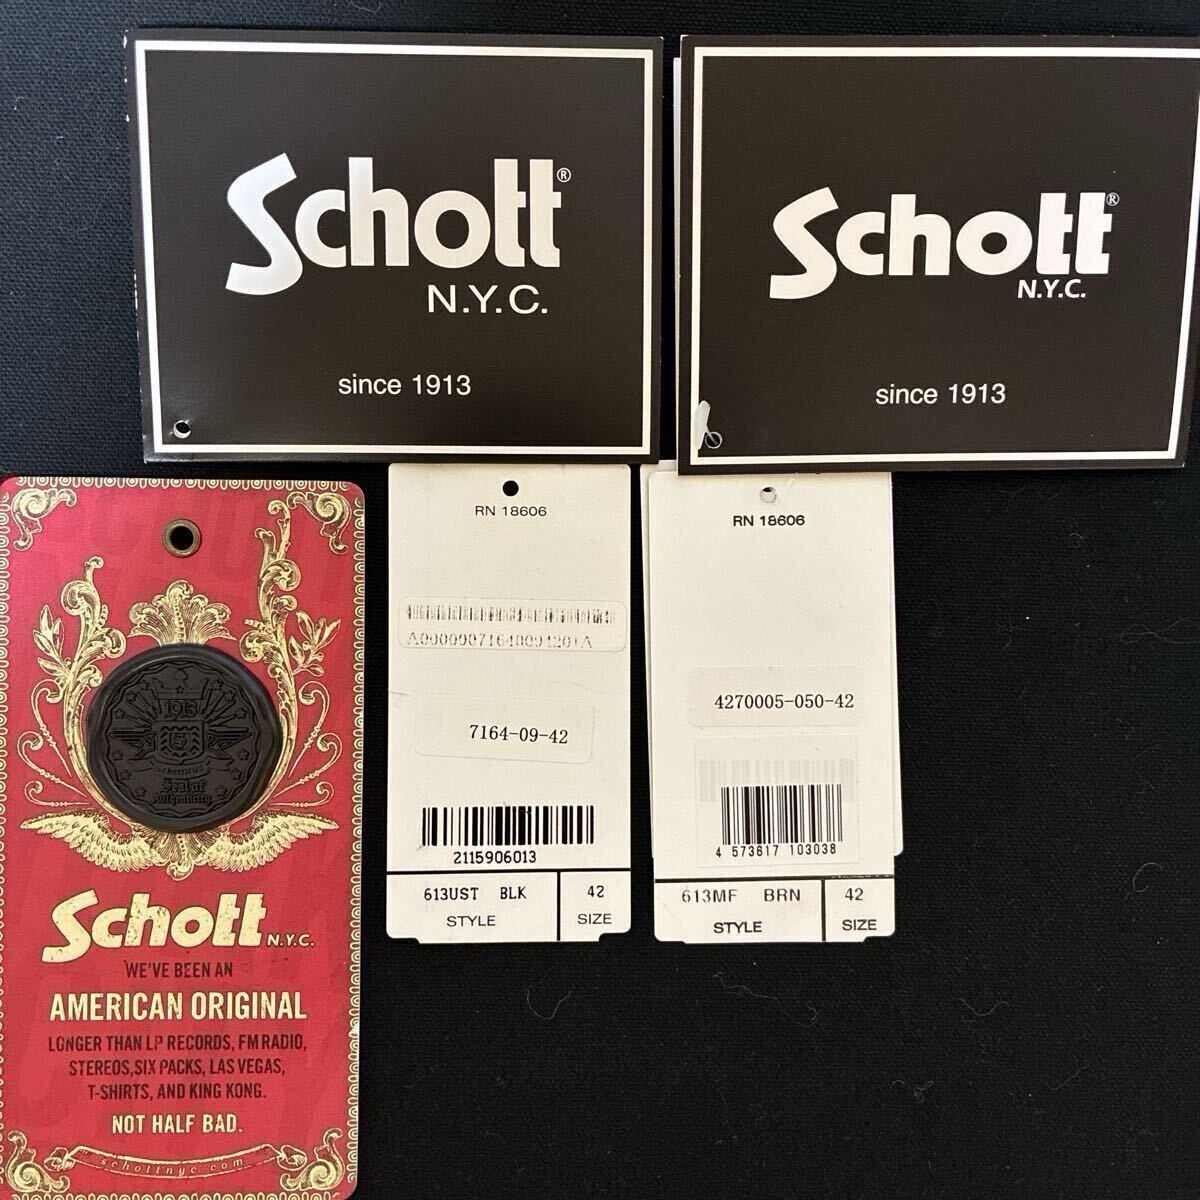 Schott®
N.Y.C.
since 1913
Schott®
N.Y.C.
since 1913
1913
Seal of
Authenticity
Schott N.Y.C.
WE'VE BEEN AN
AMERICAN ORIGINAL
LONGER THAN LP RECORDS, FM RADIO,
STEREOS, SIX PACKS, LAS VEGAS,
T-SHIRTS, AND KING KONG.
NOT HALF BAD.
schottnyc.com
RN 18606
7164-09-42
2115906013
613UST BLK 42
STYLE SIZE
RN 18606
4270005-050-42
4 573617 103038
613MF BRN 42
STYLE SIZE